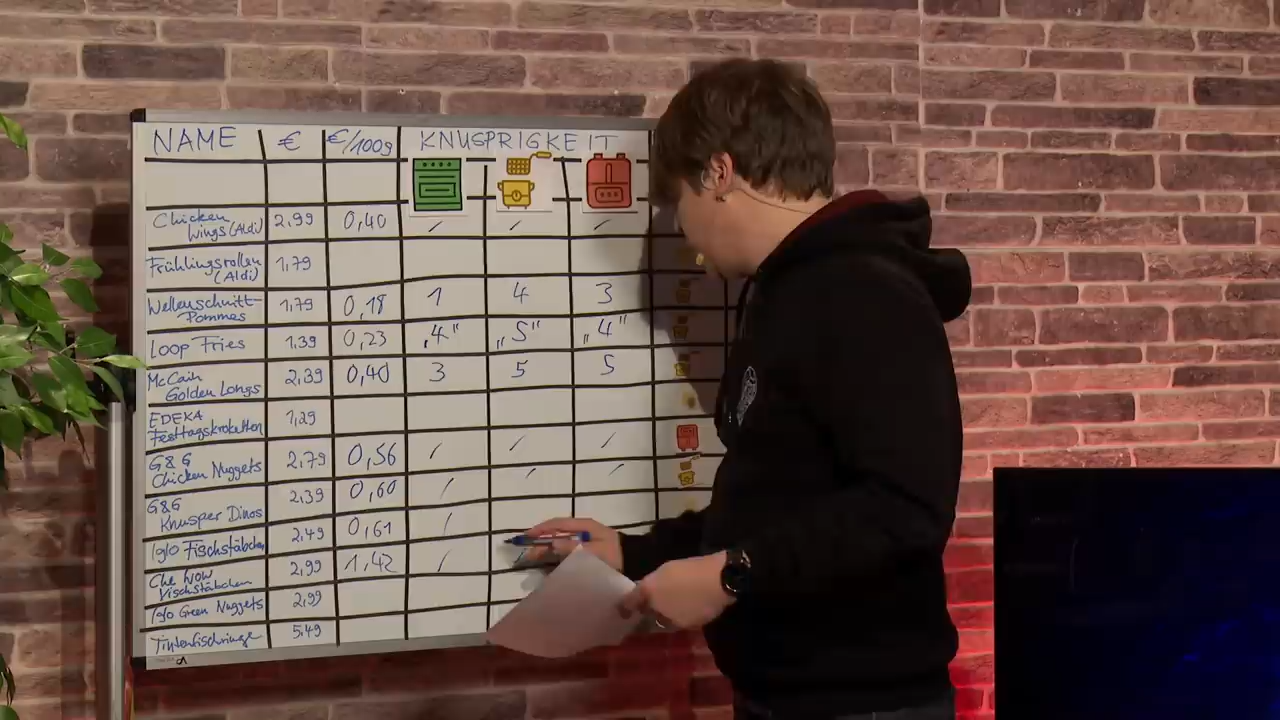 NAME € €/100g KNUSPRIGKEIT
Chicken Wings (Aldi) 2,99 0,40 / / /
Frühlingsrollen (Aldi) 1,79
Wellenschnitt-Pommes 1,79 0,18 1 4 3
Loop Fries 1,39 0,23 „4" „5" „4"
McCain Golden Longs 2,39 0,40 3 5 5
EDEKA Festtagskroketten 1,29
G&G Chicken Nuggets 2,79 0,56 / / /
G&G Knusper Dinos 2,39 0,60 / / /
Iglo Fischstäbchen 2,49 0,61 /
Che Wow Vischstäbchen 2,99 1,42 /
Iglo Green Nuggets 2,99
Tintenfischringe 5,49